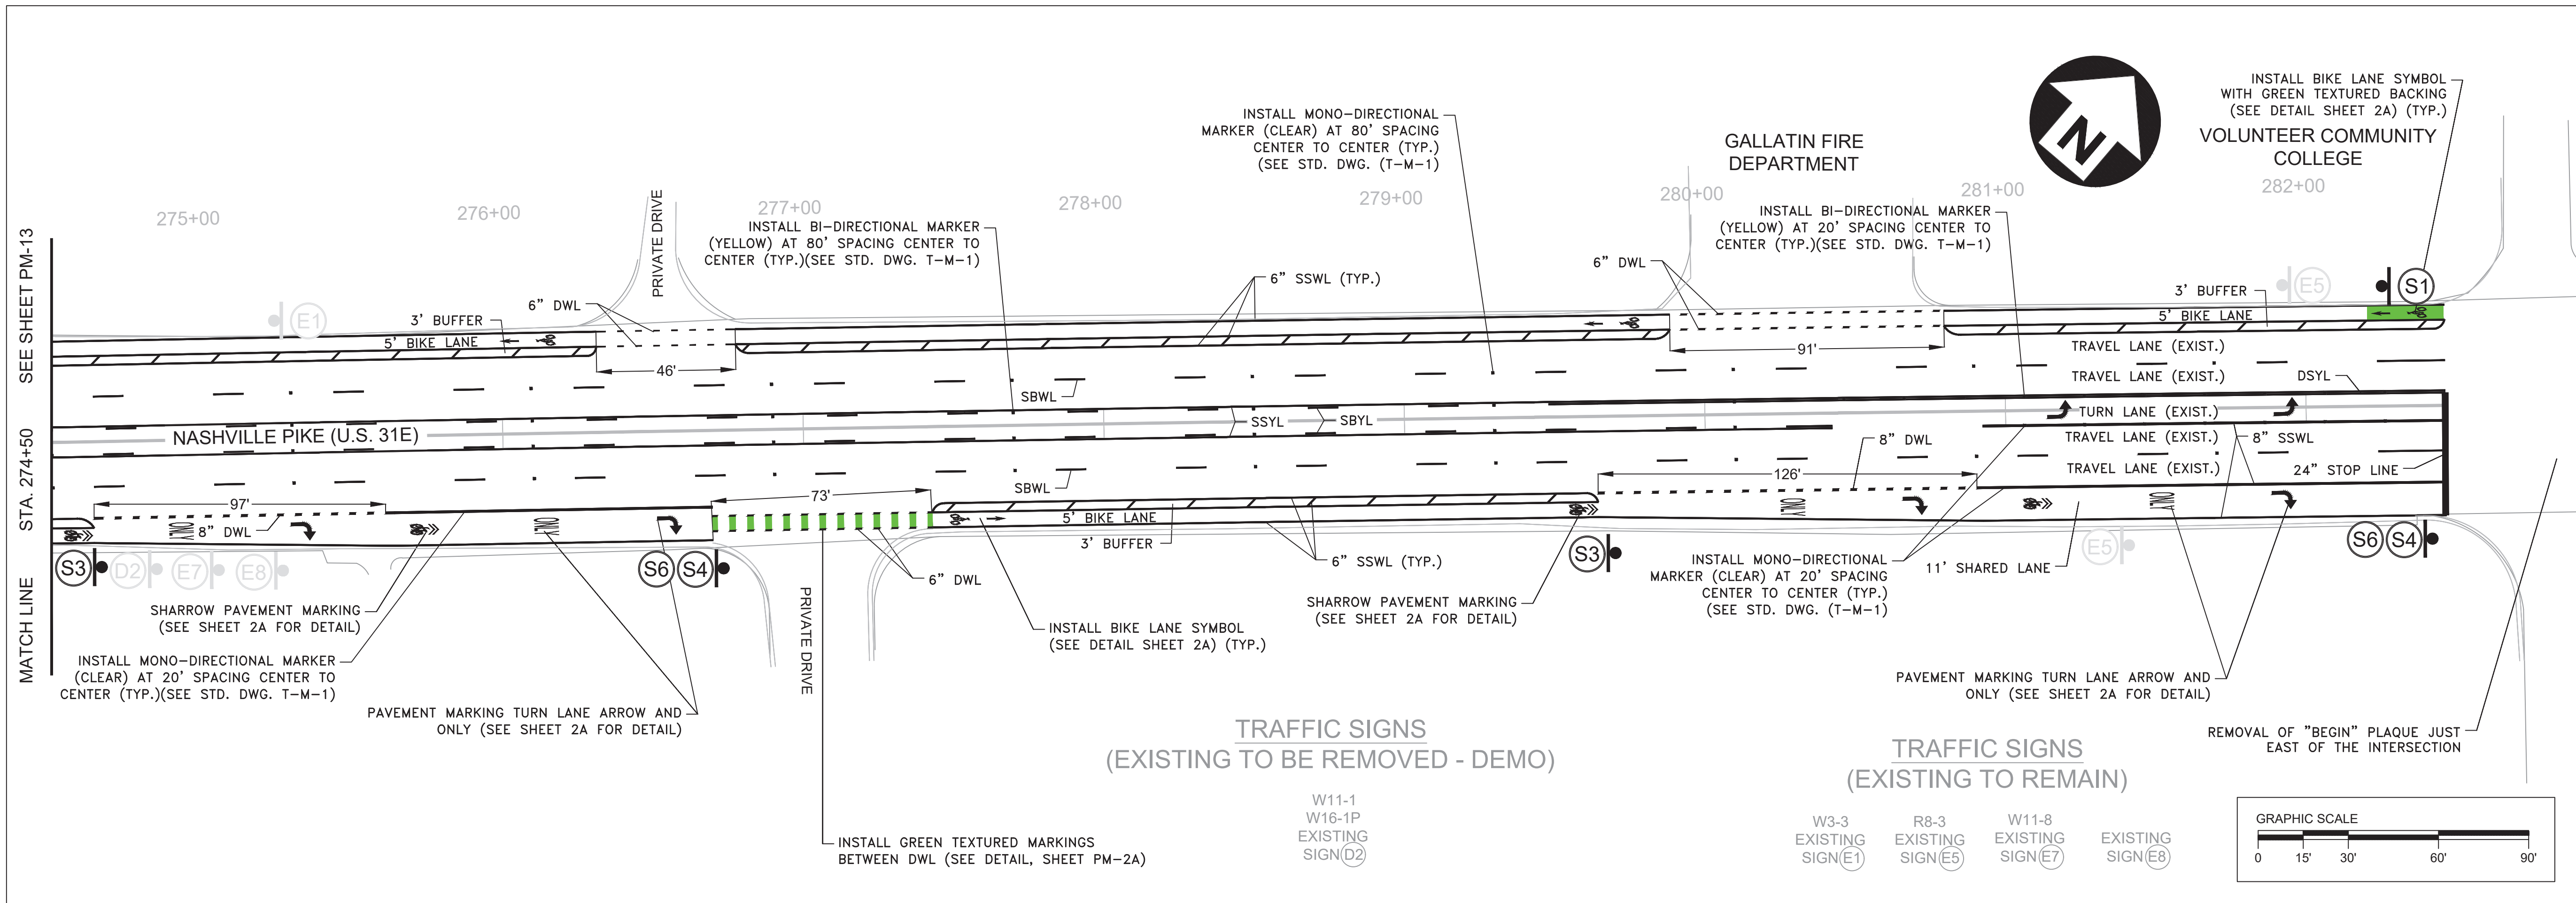 INSTALL BIKE LANE SYMBOL
WITH GREEN TEXTURED BACKING
(SEE DETAIL SHEET 2A) (TYP.)
VOLUNTEER COMMUNITY
COLLEGE
N
GALLATIN FIRE
DEPARTMENT
INSTALL MONO-DIRECTIONAL
MARKER (CLEAR) AT 80' SPACING
CENTER TO CENTER (TYP.)
(SEE STD. DWG. (T-M-1)
275+00
276+00
277+00
278+00
279+00
280+00
281+00
282+00
PRIVATE DRIVE
INSTALL BI-DIRECTIONAL MARKER
(YELLOW) AT 80' SPACING CENTER TO
CENTER (TYP.)(SEE STD. DWG. T-M-1)
INSTALL BI-DIRECTIONAL MARKER
(YELLOW) AT 20' SPACING CENTER TO
CENTER (TYP.)(SEE STD. DWG. T-M-1)
MATCH LINE STA. 274+50 SEE SHEET PM-13
E1
6" DWL
3' BUFFER
5' BIKE LANE
46'
6" SSWL (TYP.)
6" DWL
91'
E5
S1
3' BUFFER
5' BIKE LANE
TRAVEL LANE (EXIST.)
TRAVEL LANE (EXIST.)
DSYL
SBWL
NASHVILLE PIKE (U.S. 31E)
SSYL
SBYL
TURN LANE (EXIST.)
TRAVEL LANE (EXIST.)
8" SSWL
8" DWL
TRAVEL LANE (EXIST.)
24" STOP LINE
SBWL
97'
73'
126'
8" DWL
ONLY
ONLY
5' BIKE LANE
3' BUFFER
ONLY
ONLY
S3
D2
E7
E8
S6
S4
6" DWL
6" SSWL (TYP.)
S3
E5
S6
S4
11' SHARED LANE
INSTALL MONO-DIRECTIONAL
MARKER (CLEAR) AT 20' SPACING
CENTER TO CENTER (TYP.)
(SEE STD. DWG. (T-M-1)
SHARROW PAVEMENT MARKING
(SEE SHEET 2A FOR DETAIL)
SHARROW PAVEMENT MARKING
(SEE SHEET 2A FOR DETAIL)
INSTALL BIKE LANE SYMBOL
(SEE DETAIL SHEET 2A) (TYP.)
PRIVATE DRIVE
INSTALL MONO-DIRECTIONAL MARKER
(CLEAR) AT 20' SPACING CENTER TO
CENTER (TYP.)(SEE STD. DWG. T-M-1)
PAVEMENT MARKING TURN LANE ARROW AND
ONLY (SEE SHEET 2A FOR DETAIL)
PAVEMENT MARKING TURN LANE ARROW AND
ONLY (SEE SHEET 2A FOR DETAIL)
REMOVAL OF "BEGIN" PLAQUE JUST
EAST OF THE INTERSECTION
INSTALL GREEN TEXTURED MARKINGS
BETWEEN DWL (SEE DETAIL, SHEET PM-2A)
TRAFFIC SIGNS
(EXISTING TO BE REMOVED - DEMO)
W11-1
W16-1P
EXISTING
SIGN D2
TRAFFIC SIGNS
(EXISTING TO REMAIN)
W3-3
EXISTING
SIGN E1
R8-3
EXISTING
SIGN E5
W11-8
EXISTING
SIGN E7
EXISTING
SIGN E8
GRAPHIC SCALE
0 15' 30' 60' 90'